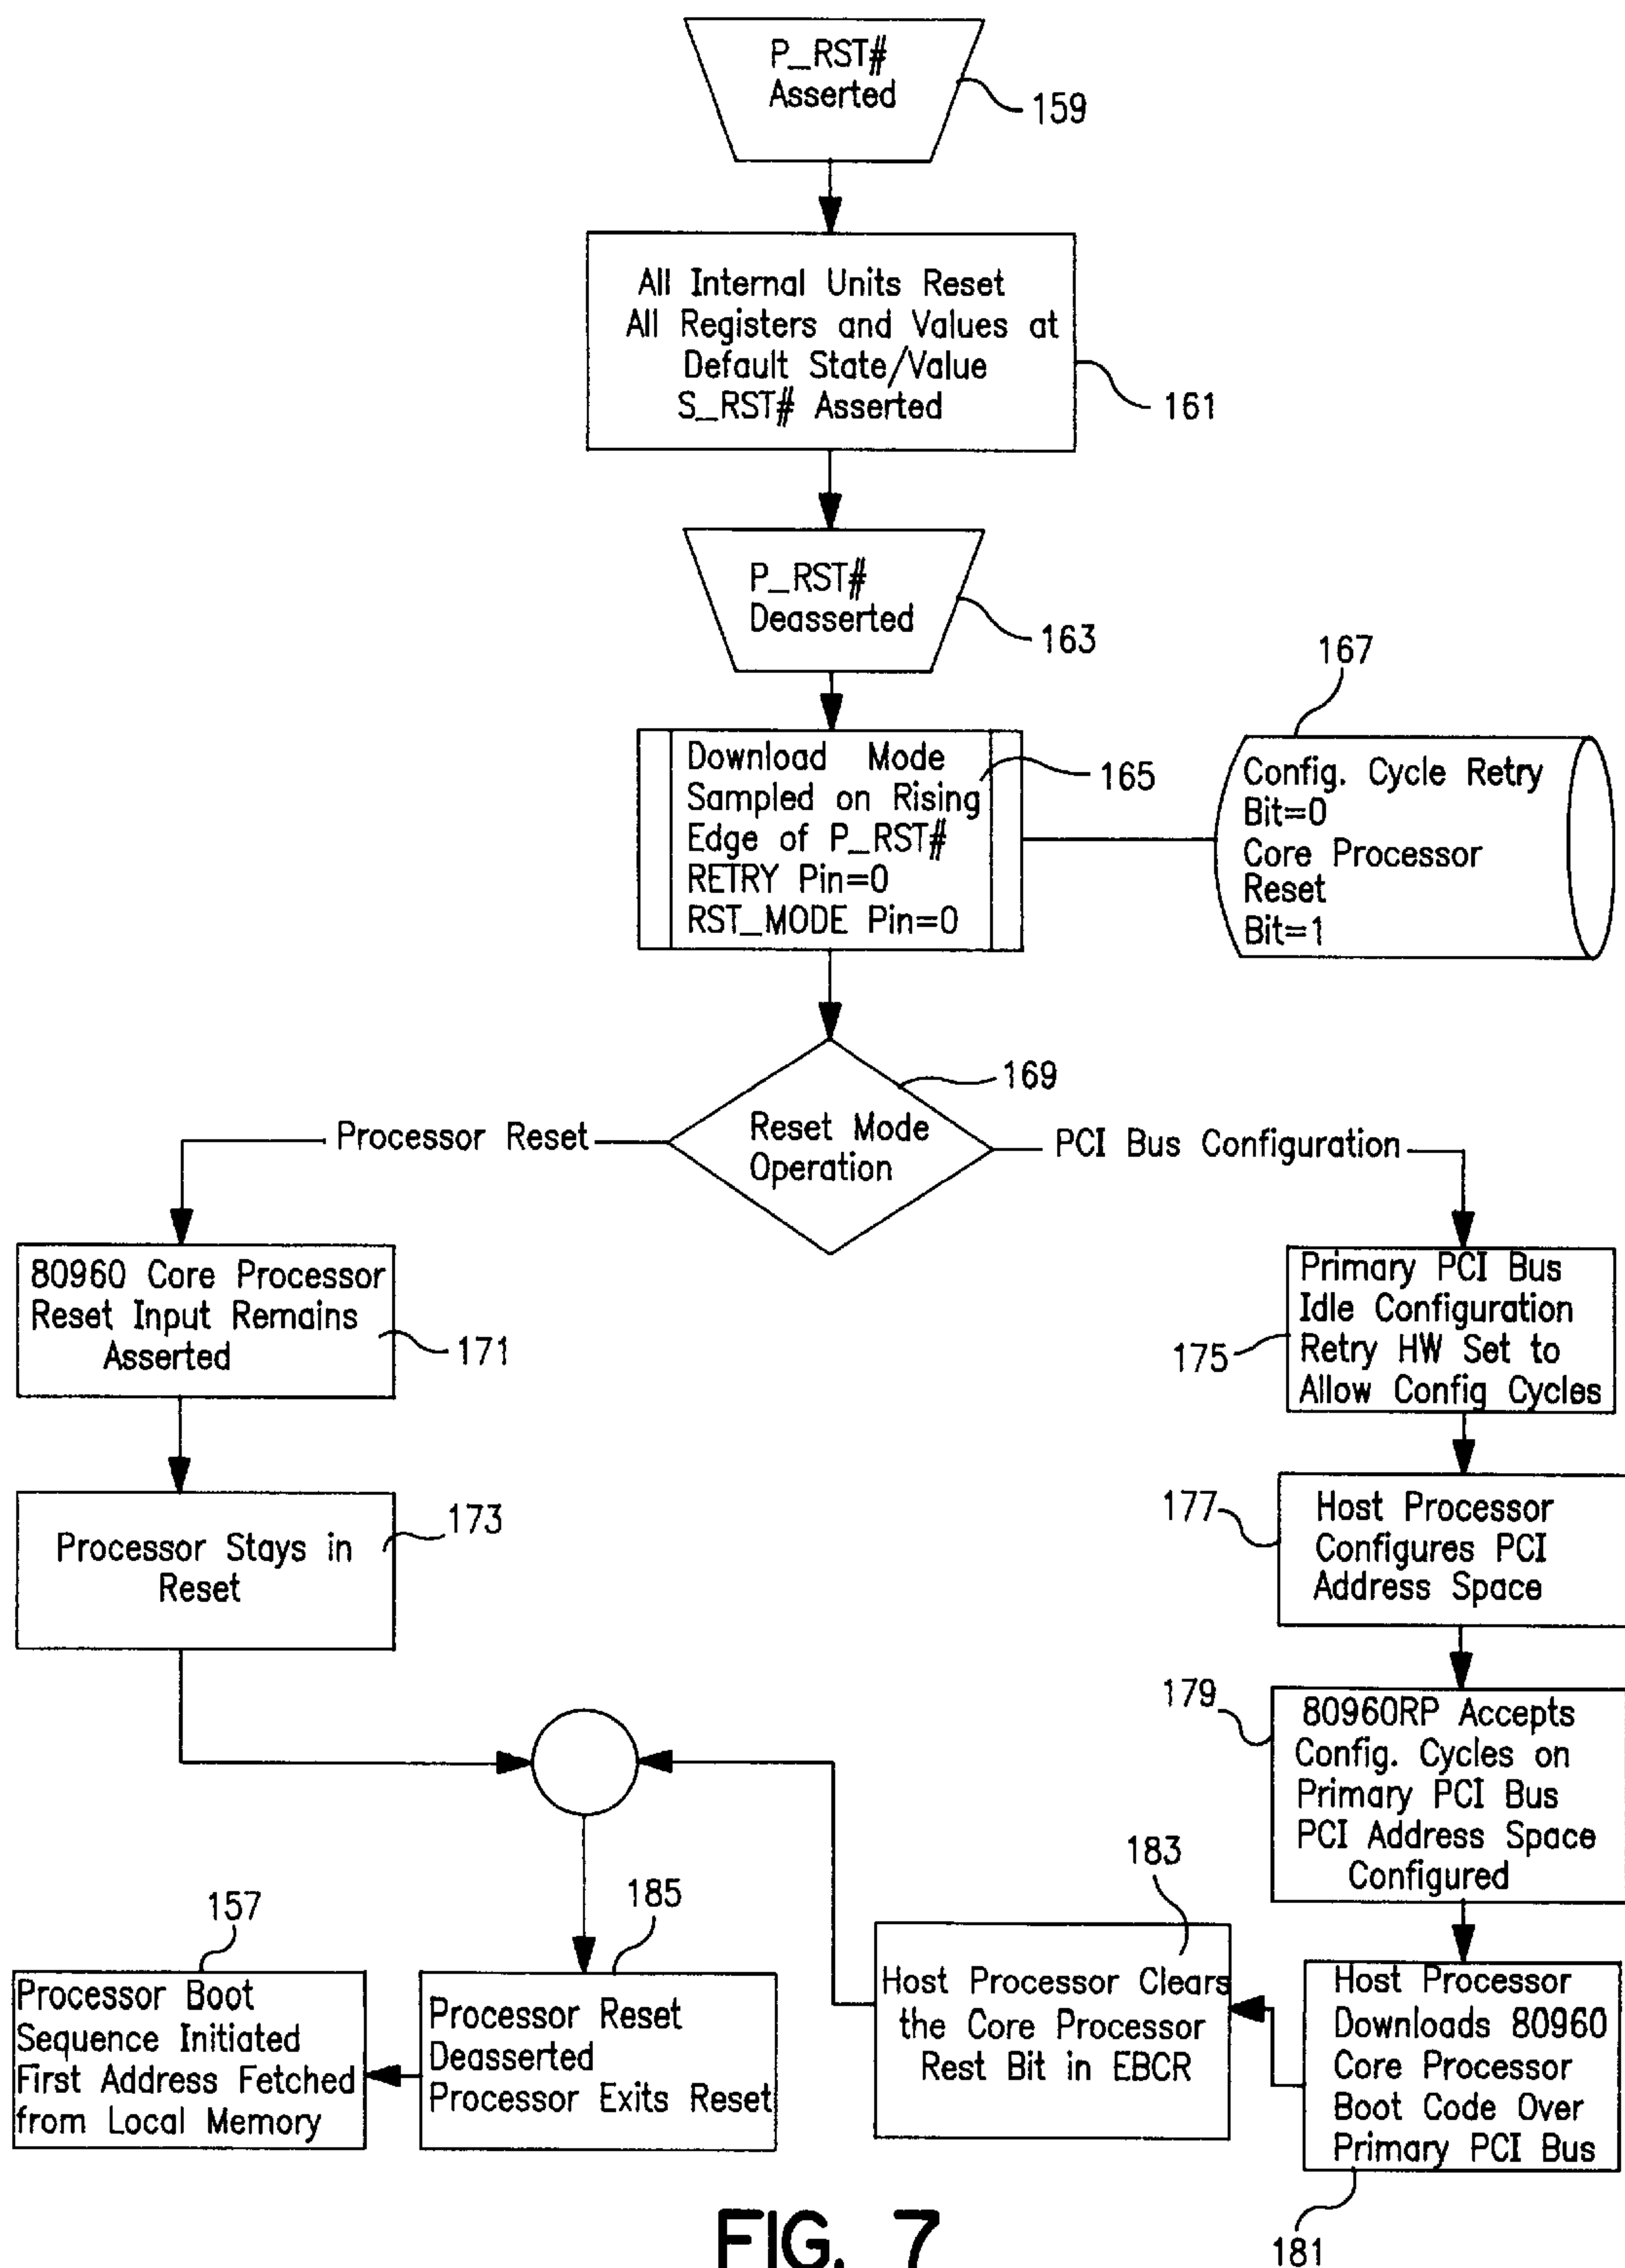 P_RST#
Asserted
159
All Internal Units Reset
All Registers and Values at
Default State/Value
S_RST# Asserted
161
P_RST#
Deasserted
163
Download Mode
Sampled on Rising
Edge of P_RST#
RETRY Pin=0
RST_MODE Pin=0
165
167
Config. Cycle Retry
Bit=0
Core Processor
Reset
Bit=1
Reset Mode
Operation
169
Processor Reset
PCI Bus Configuration
80960 Core Processor
Reset Input Remains
Asserted
171
Processor Stays in
Reset
173
Primary PCI Bus
Idle Configuration
Retry HW Set to
Allow Config Cycles
175
Host Processor
Configures PCI
Address Space
177
80960RP Accepts
Config. Cycles on
Primary PCI Bus
PCI Address Space
Configured
179
Host Processor
Downloads 80960
Core Processor
Boot Code Over
Primary PCI Bus
181
183
Host Processor Clears
the Core Processor
Rest Bit in EBCR
185
Processor Reset
Deasserted
Processor Exits Reset
157
Processor Boot
Sequence Initiated
First Address Fetched
from Local Memory
FIG. 7